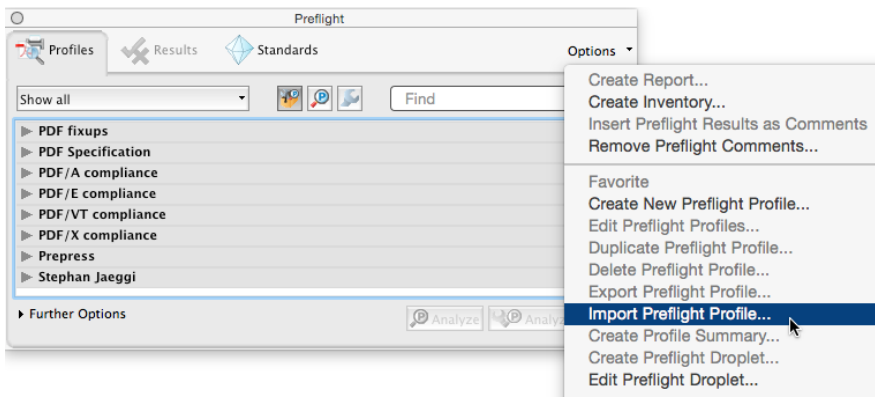 Preflight
Profiles
Results
Standards
Options
Show all
Find
PDF fixups
PDF Specification
PDF/A compliance
PDF/E compliance
PDF/VT compliance
PDF/X compliance
Prepress
Stephan Jaeggi
Further Options
Analyze
Analyz
Create Report...
Create Inventory...
Insert Preflight Results as Comments
Remove Preflight Comments...
Favorite
Create New Preflight Profile...
Edit Preflight Profiles...
Duplicate Preflight Profile...
Delete Preflight Profile...
Export Preflight Profile...
Import Preflight Profile...
Create Profile Summary...
Create Preflight Droplet...
Edit Preflight Droplet...